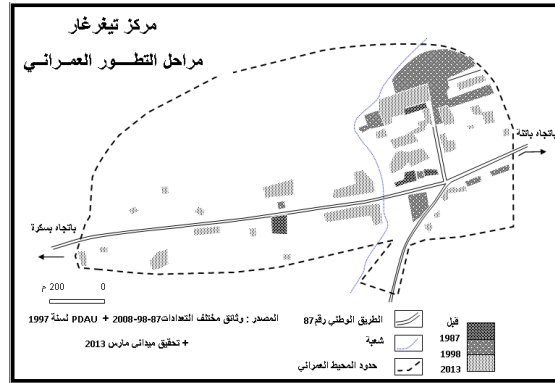 مركز تيغرغار
مراحل التطــور العمــرانــي
باتجاه باتنة
باتجاه بسكرة
200 0 م
المصدر : وثائق مختلف التعدادات87-98-2008 + PDAU لسنة 1997
+ تحقيق ميداني مارس 2013
الطريق الوطني رقم87
شعبة
حدود المحيط العمراني
قبل
1987
1998
2013